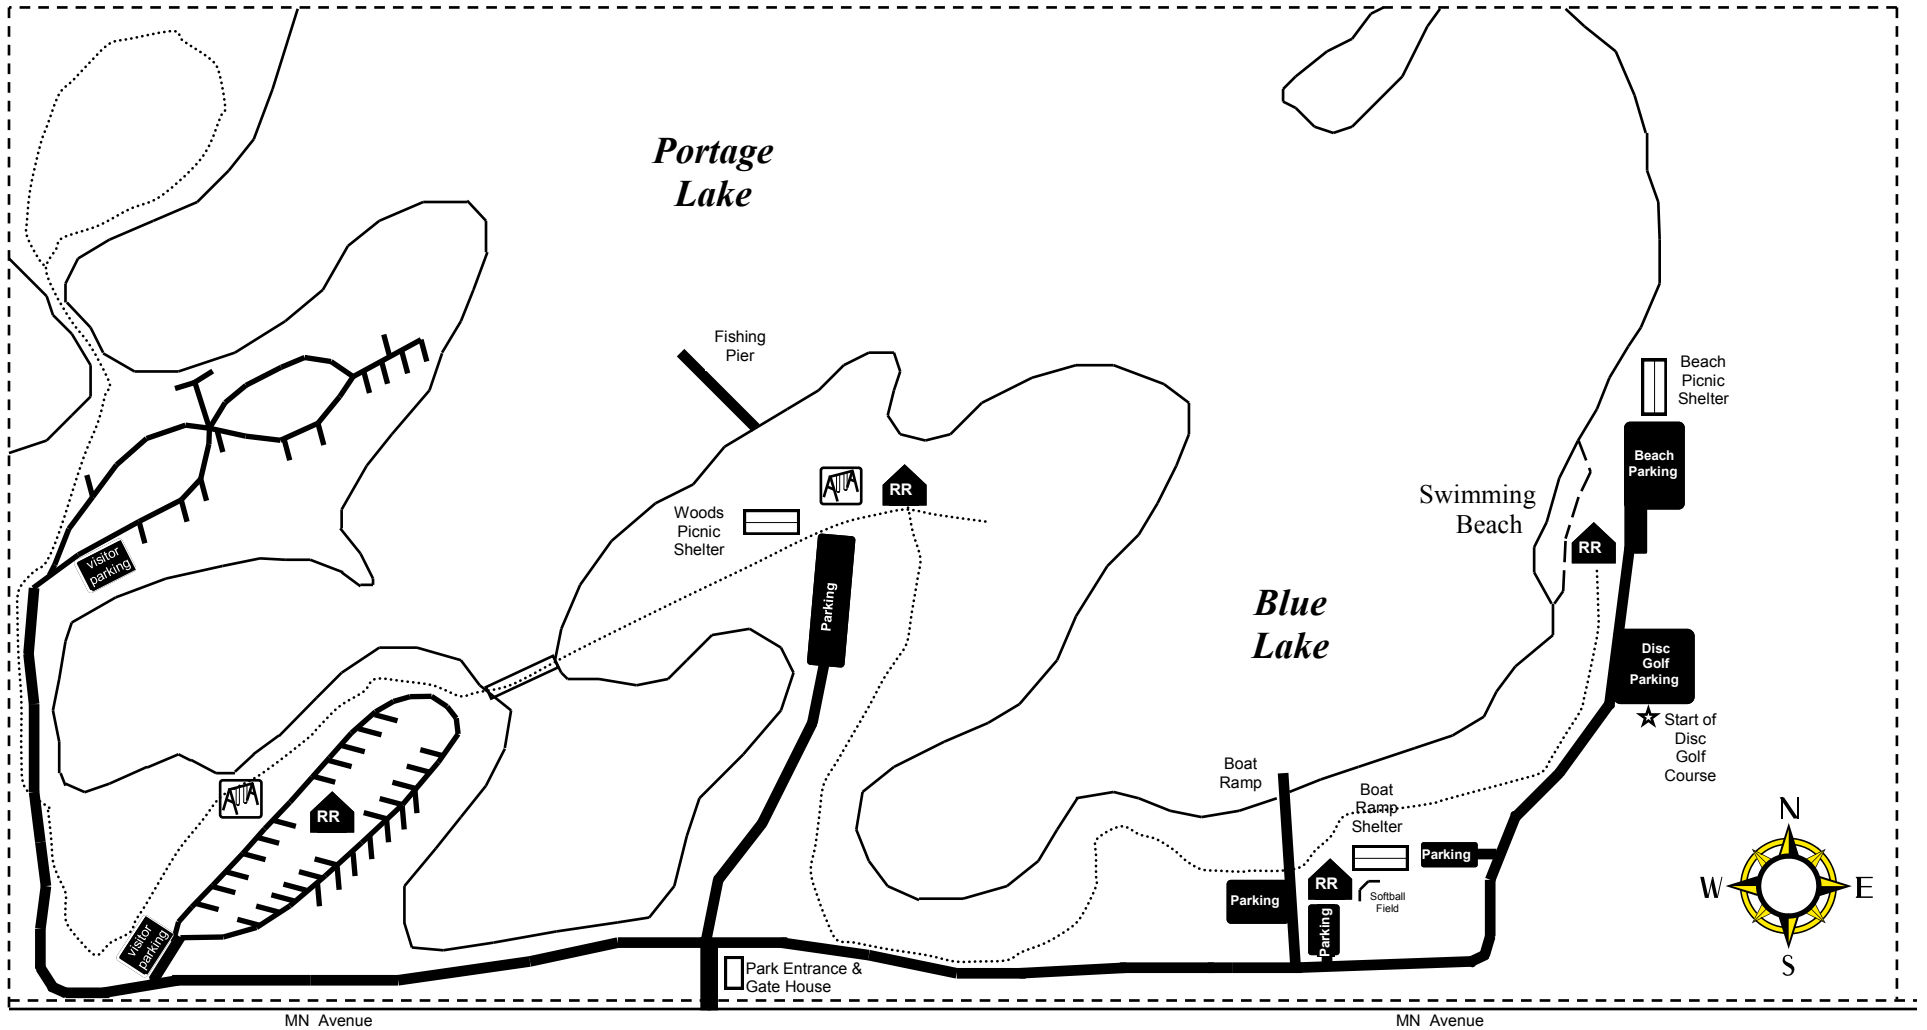 Portage
Lake
Fishing
Pier
Beach
Picnic
Shelter
Beach
Parking
Swimming
Beach
RR
Woods
Picnic
Shelter
RR
visitor
parking
Parking
Blue
Lake
Disc
Golf
Parking
Start of
Disc
Golf
Course
Boat
Ramp
Boat
Ramp
Shelter
RR
Parking
RR
Softball
Field
Parking
Parking
visitor
parking
Park Entrance &
Gate House
N
W
E
S
MN Avenue
MN Avenue